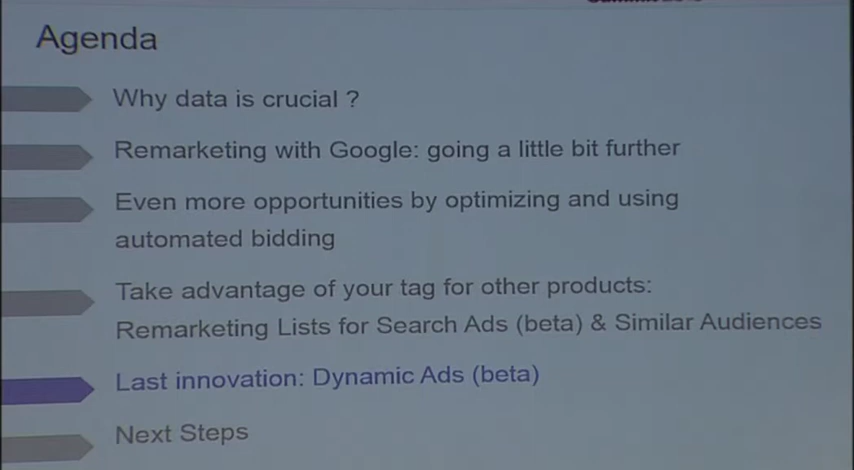 Agenda
Why data is crucial ?
Remarketing with Google: going a little bit further
Even more opportunities by optimizing and using
automated bidding
Take advantage of your tag for other products:
Remarketing Lists for Search Ads (beta) & Similar Audiences
Last innovation: Dynamic Ads (beta)
Next Steps